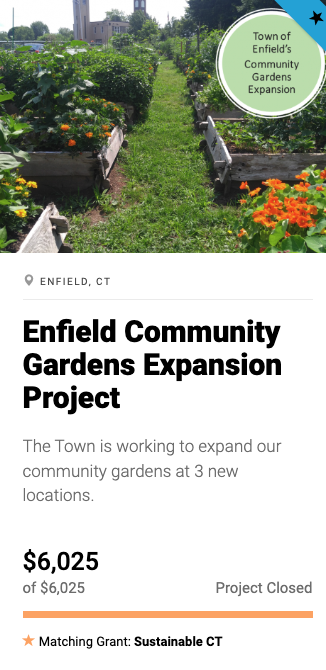 Town of
Enfield's
Community
Gardens
Expansion
ENFIELD, CT
Enfield Community
Gardens Expansion
Project
The Town is working to expand our
community gardens at 3 new
locations.
$6,025
of $6,025 Project Closed
Matching Grant: Sustainable CT